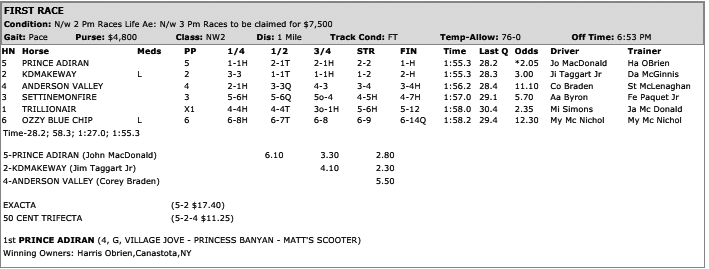 FIRST RACE
Condition: N/w 2 Pm Races Life Ae: N/w 3 Pm Races to be claimed for $7,500
Gait: Pace Purse: $4,800 Class: NW2 Dis: 1 Mile Track Cond: FT Temp-Allow: 76-0 Off Time: 6:53 PM
HN Horse Meds PP 1/4 1/2 3/4 STR FIN Time Last Q Odds Driver Trainer
5 PRINCE ADIRAN 5 1-1H 2-1T 2-1H 2-2 1-H 1:55.3 28.2 *2.05 Jo MacDonald Ha OBrien
2 KDMAKEWAY L 2 3-3 1-1T 1-1H 1-2 2-H 1:55.3 28.3 3.00 Ji Taggart Jr Da McGinnis
4 ANDERSON VALLEY 4 2-1H 3-3Q 4-3 3-4 3-4H 1:56.2 28.4 11.10 Co Braden St McLenaghan
3 SETTINEMONFIRE 3 5-6H 5-6Q 5o-4 4-5H 4-7H 1:57.0 29.1 5.70 Aa Byron Fe Paquet Jr
1 TRILLIONAIR X1 4-4H 4-4T 3o-1H 5-6H 5-12 1:58.0 30.4 2.35 Mi Simons Ja Mc Donald
6 OZZY BLUE CHIP L 6 6-8H 6-7T 6-8 6-9 6-14Q 1:58.2 29.4 12.30 My Mc Nichol My Mc Nichol
Time-28.2; 58.3; 1:27.0; 1:55.3
5-PRINCE ADIRAN (John MacDonald) 6.10 3.30 2.80
2-KDMAKEWAY (Jim Taggart Jr) 4.10 2.30
4-ANDERSON VALLEY (Corey Braden) 5.50
EXACTA (5-2 $17.40)
50 CENT TRIFECTA (5-2-4 $11.25)
1st PRINCE ADIRAN (4, G, VILLAGE JOVE - PRINCESS BANYAN - MATT'S SCOOTER)
Winning Owners: Harris Obrien,Canastota,NY